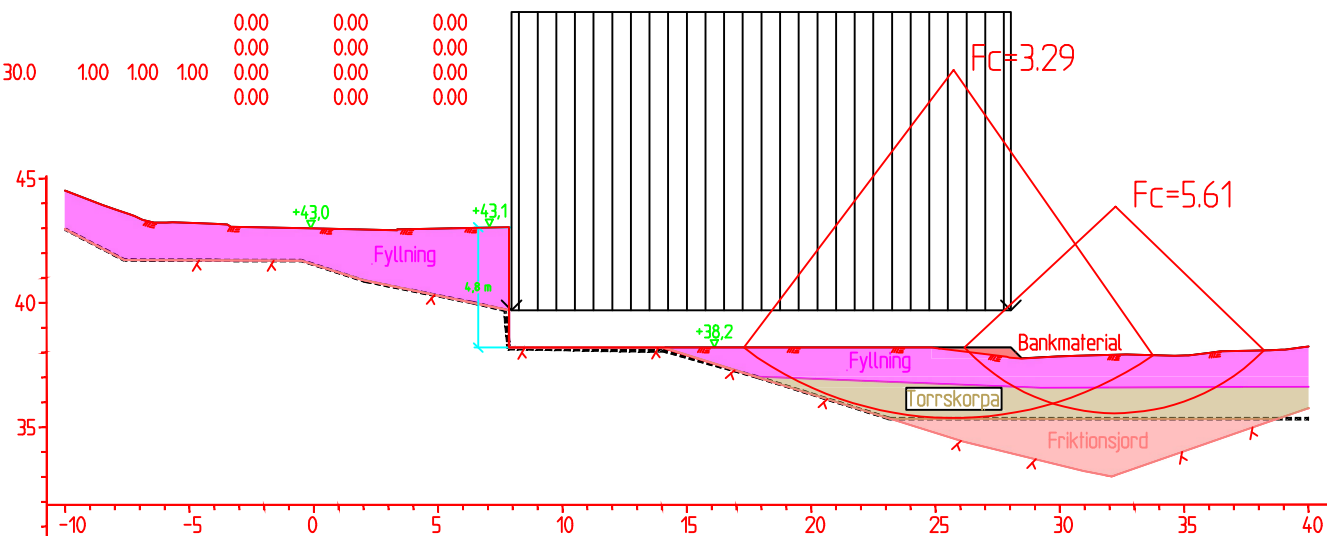 0.00 0.00 0.00
0.00 0.00 0.00
30.0 1.00 1.00 1.00 0.00 0.00 0.00
0.00 0.00 0.00
Fc=3.29
45
Fc=5.61
+43,0
+43,1
Fyllning
4,8 m
40
+38,2
Bankmaterial
Fyllning
Torrskorpa
35
Friktionsjord
-10 -5 0 5 10 15 20 25 30 35 40